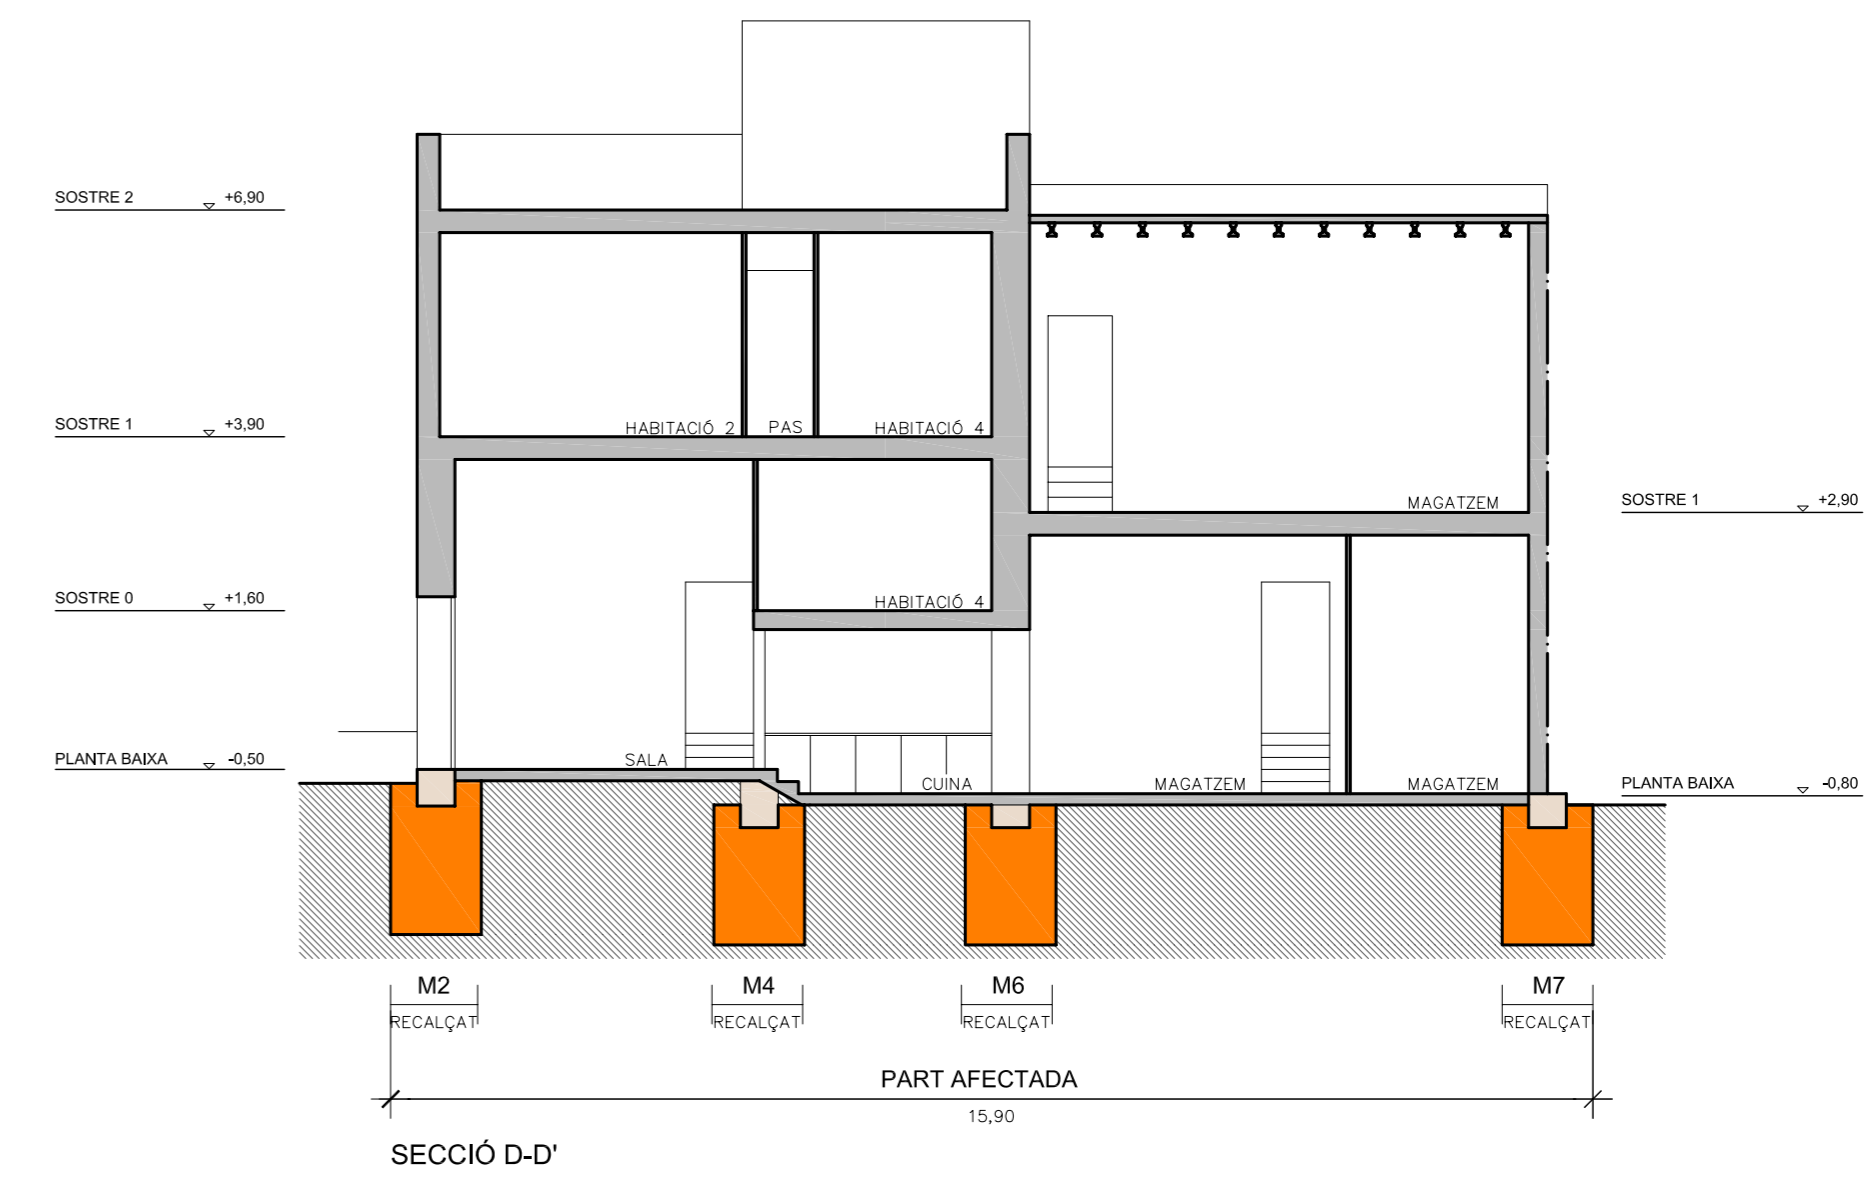 SOSTRE 2 +6,90
HABITACIÓ 2 PAS HABITACIÓ 4
SOSTRE 1 +3,90
MAGATZEM
SOSTRE 1 +2,90
SOSTRE 0 +1,60
HABITACIÓ 4
PLANTA BAIXA -0,50
SALA
CUINA MAGATZEM MAGATZEM
PLANTA BAIXA -0,80
M2 M4 M6 M7
RECALÇAT RECALÇAT RECALÇAT RECALÇAT
PART AFECTADA
15,90
SECCIÓ D-D'